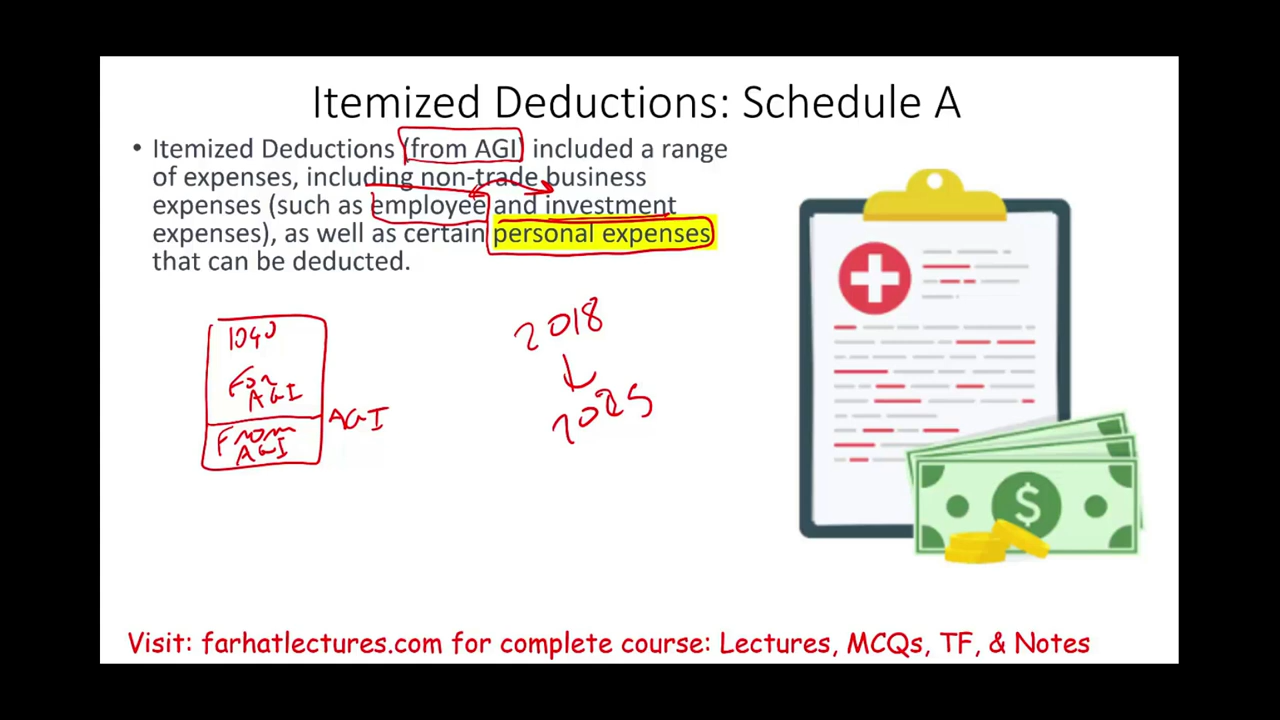 Itemized Deductions: Schedule A
• Itemized Deductions (from AGI) included a range
of expenses, including non-trade business
expenses (such as employee and investment
expenses), as well as certain personal expenses
that can be deducted.
1040
For
AGI
AGI
From
AGI
2018
2025
$
Visit: farhatlectures.com for complete course: Lectures, MCQs, TF, & Notes